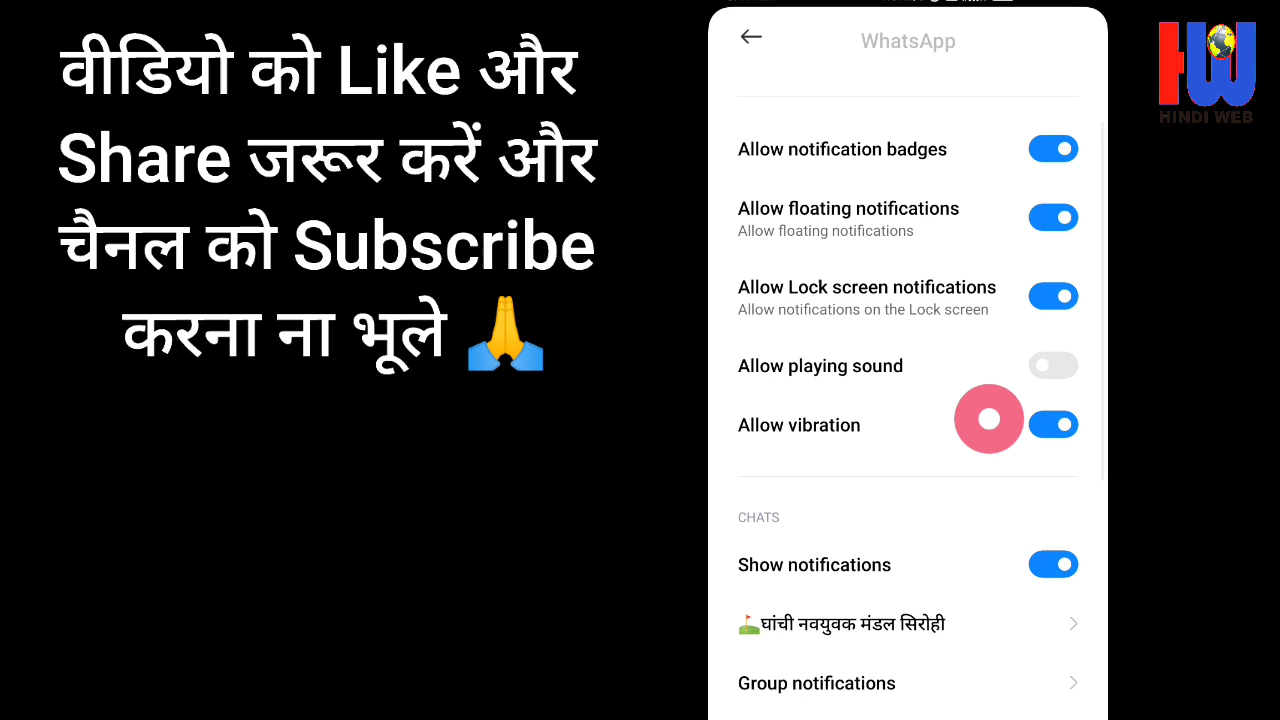 वीडियो को Like और
Share जरूर करें और
चैनल को Subscribe
करना ना भूले 🙏
WhatsApp
Allow notification badges
Allow floating notifications
Allow floating notifications
Allow Lock screen notifications
Allow notifications on the Lock screen
Allow playing sound
Allow vibration
CHATS
Show notifications
⛳घांची नवयुवक मंडल सिरोही
Group notifications
HW
HINDI WEB